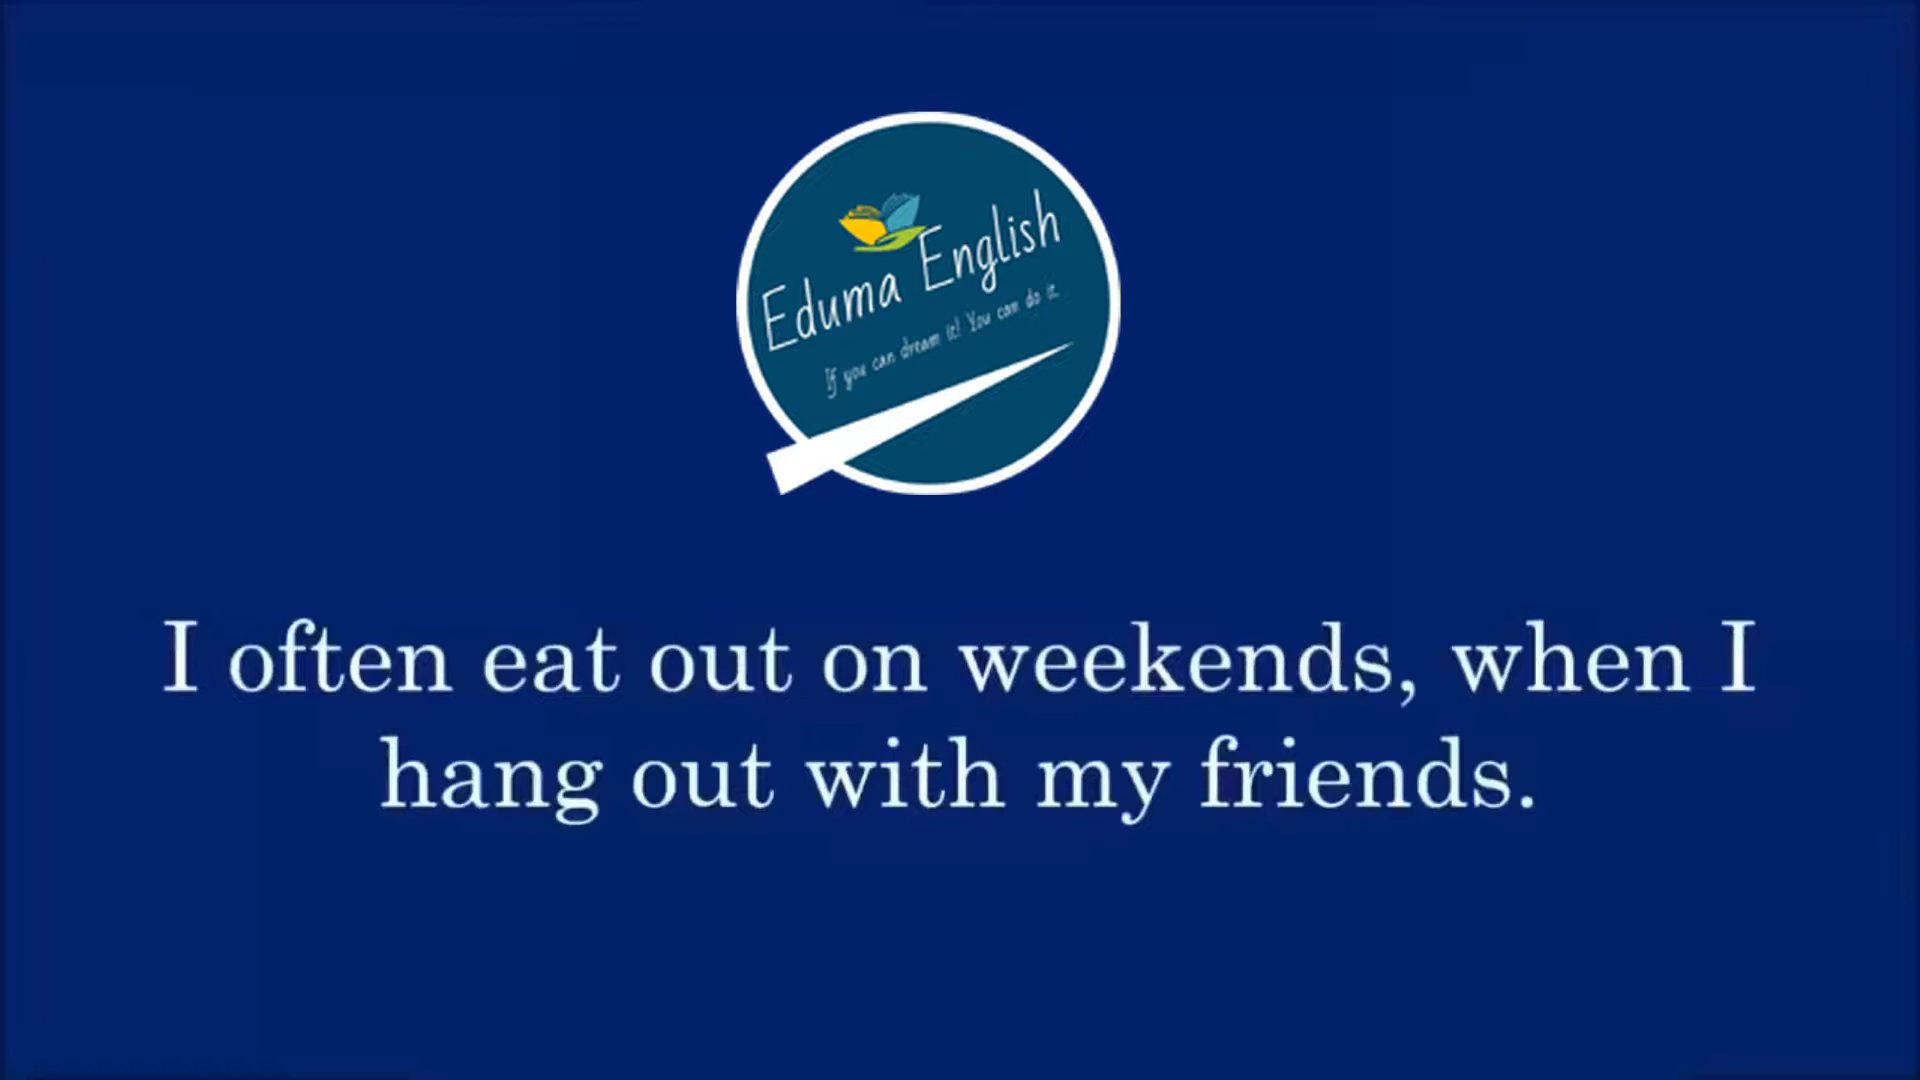 Eduma English
If you can dream it! You can do it.
I often eat out on weekends, when I
hang out with my friends.